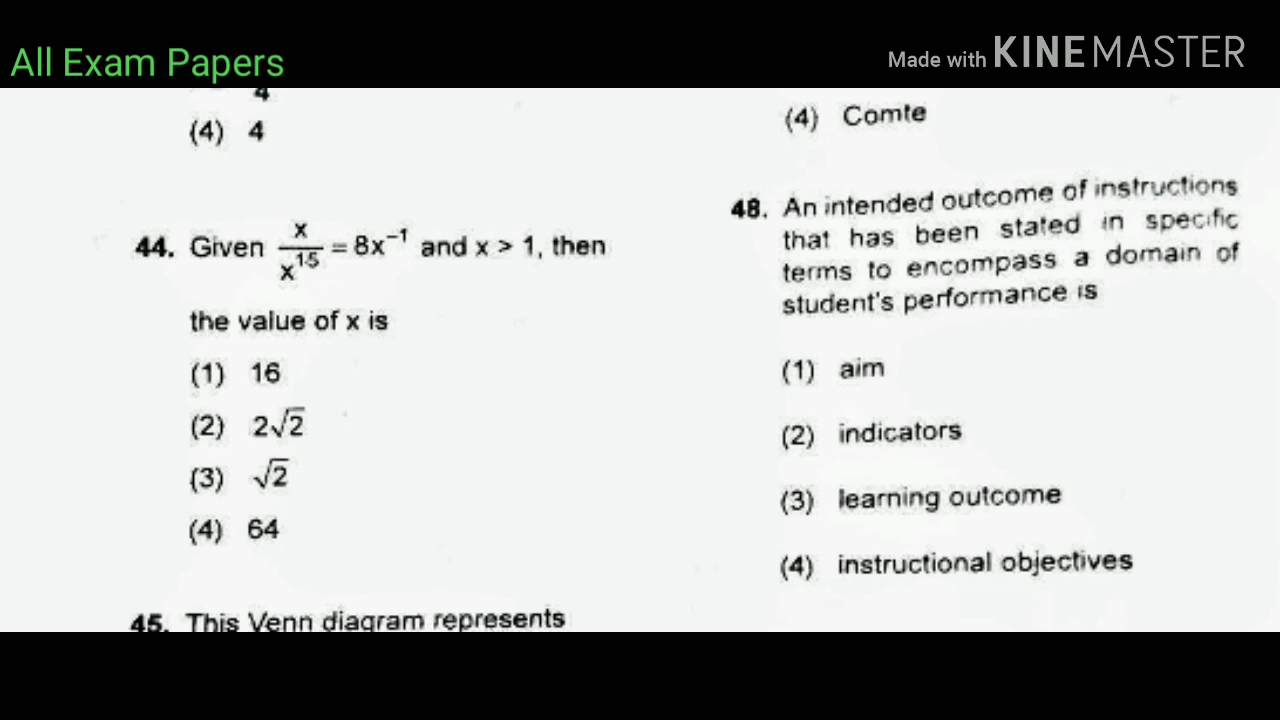 All Exam Papers
Made with KINEMASTER
4
(4) 4
44. Given x/x^1·5 = 8x^-1 and x > 1, then
the value of x is
(1) 16
(2) 2√2
(3) √2
(4) 64
45. This Venn diagram represents
(4) Comte
48. An intended outcome of instructions
that has been stated in specific
terms to encompass a domain of
student's performance is
(1) aim
(2) indicators
(3) learning outcome
(4) instructional objectives